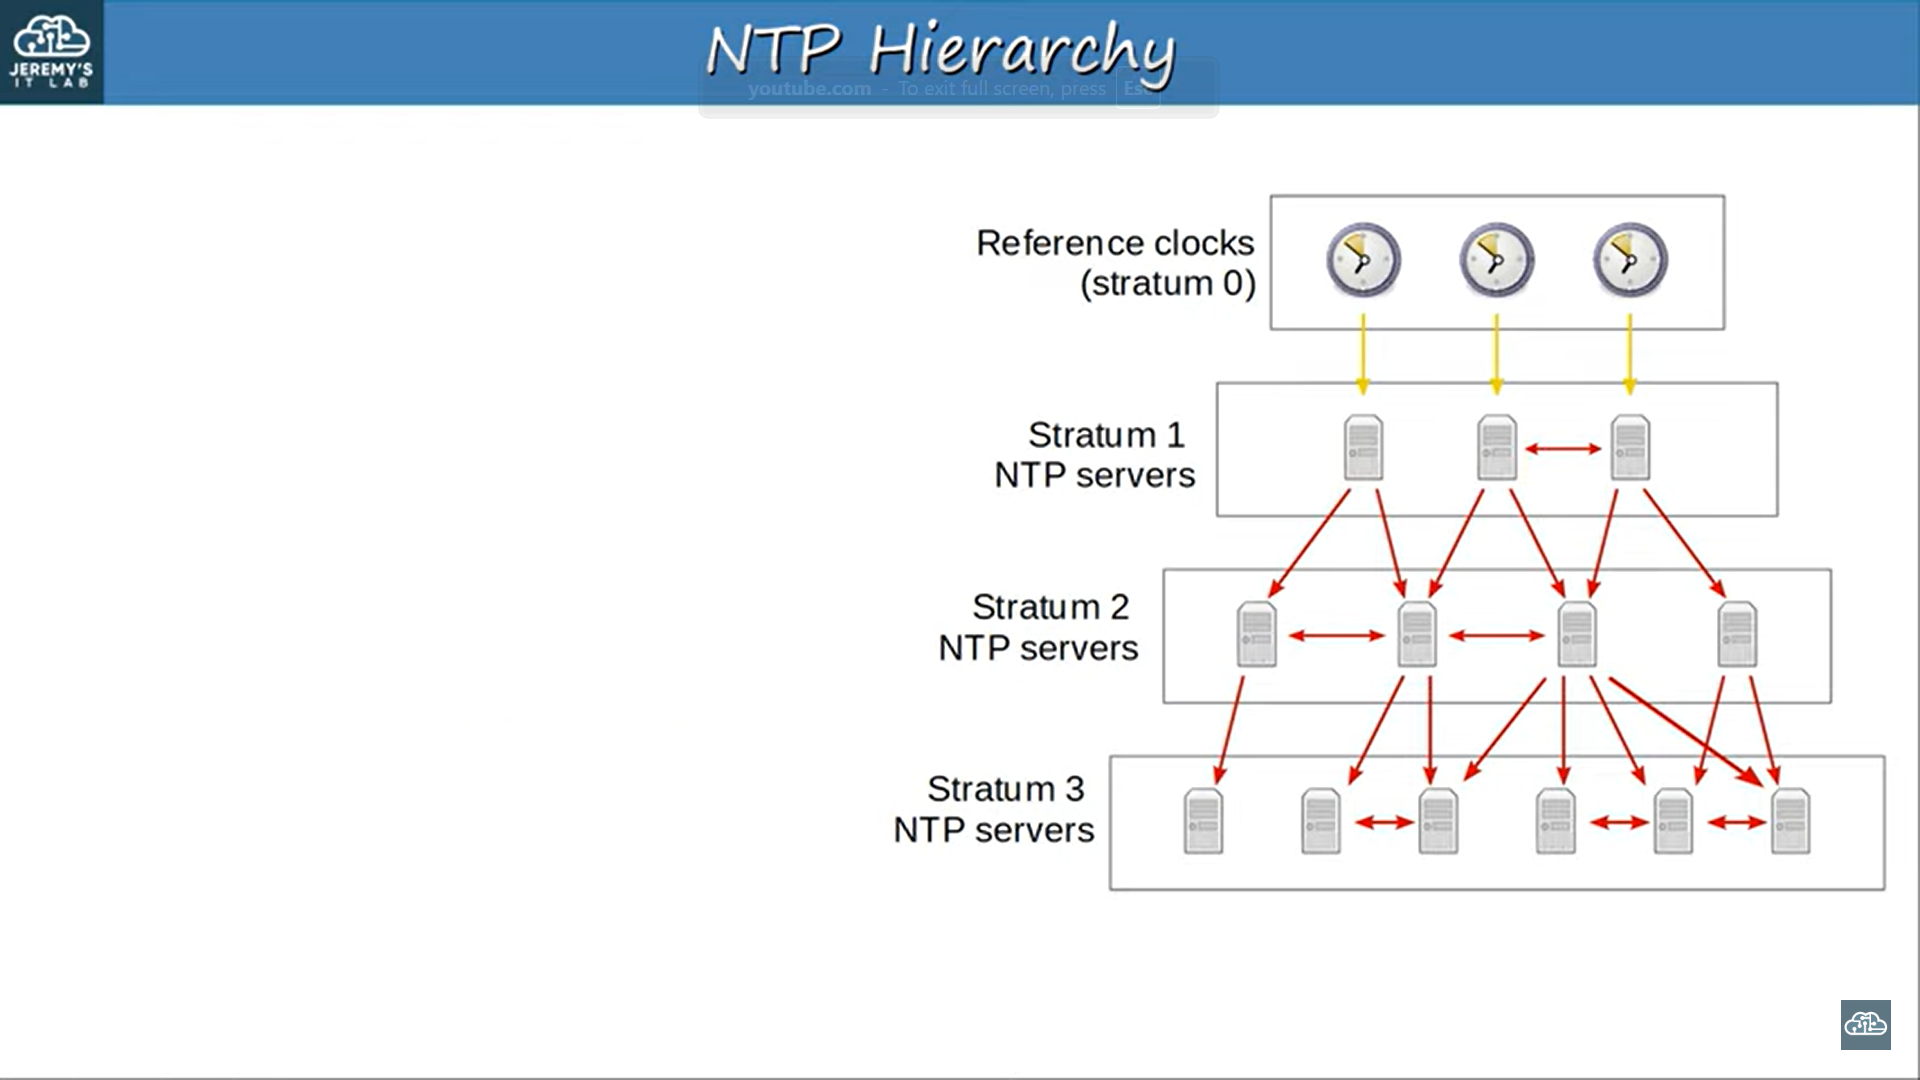 JEREMY'S
IT LAB
NTP Hierarchy
youtube.com - To exit full screen, press Esc
Reference clocks
(stratum 0)
Stratum 1
NTP servers
Stratum 2
NTP servers
Stratum 3
NTP servers